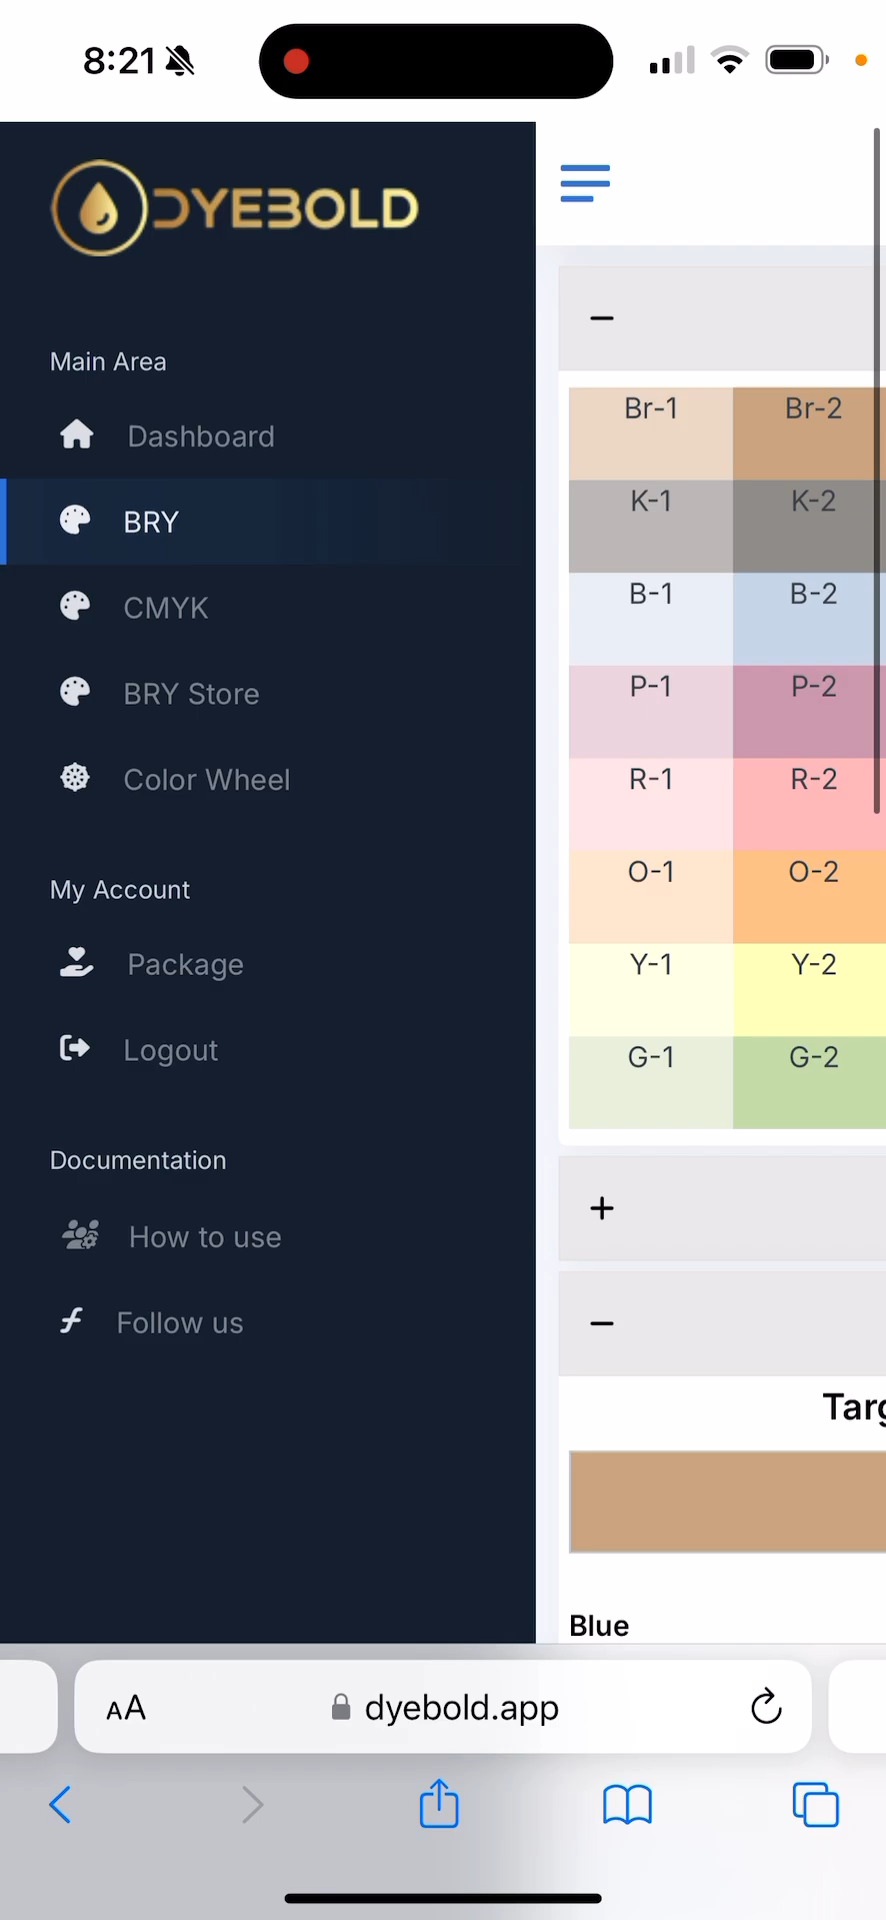 8:21
DYEBOLD
Main Area
Dashboard
BRY
CMYK
BRY Store
Color Wheel
My Account
Package
Logout
Documentation
How to use
Follow us
Br-1 Br-2
K-1 K-2
B-1 B-2
P-1 P-2
R-1 R-2
O-1 O-2
Y-1 Y-2
G-1 G-2
Targ
Blue
AA dyebold.app